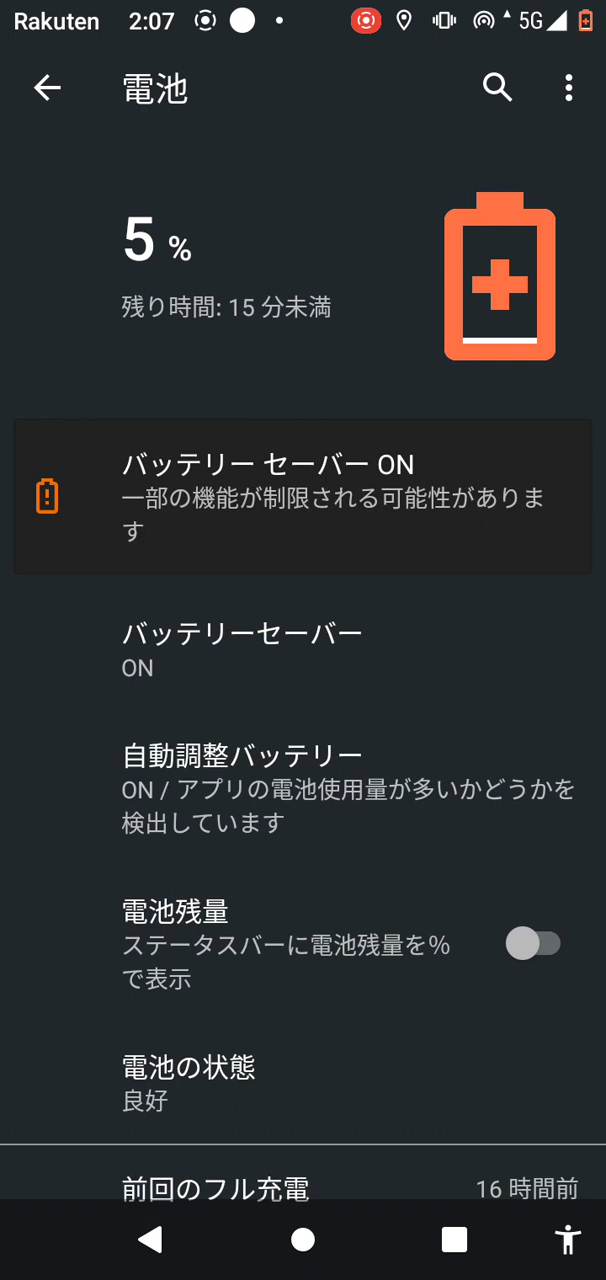 Rakuten 2:07 5G
電池
5 %
残り時間: 15 分未満
バッテリー セーバー ON
一部の機能が制限される可能性がありま
す
バッテリーセーバー
ON
自動調整バッテリー
ON / アプリの電池使用量が多いかどうかを
検出しています
電池残量
ステータスバーに電池残量を%
で表示
電池の状態
良好
前回のフル充電 16 時間前